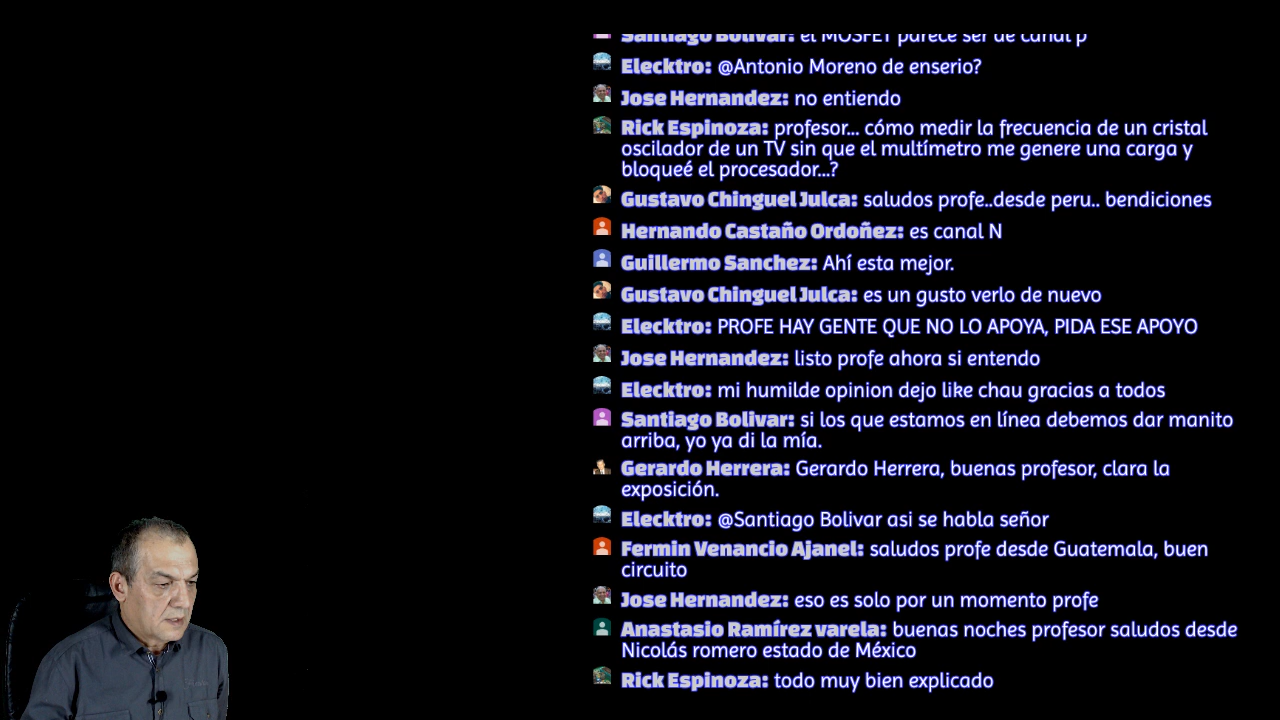 Santiago Bolivar: el MOSFET parece ser de canal p
Elecktro: @Antonio Moreno de enserio?
Jose Hernandez: no entiendo
Rick Espinoza: profesor... cómo medir la frecuencia de un cristal
oscilador de un TV sin que el multímetro me genere una carga y
bloqueé el procesador...?
Gustavo Chinguel Julca: saludos profe..desde peru.. bendiciones
Hernando Castaño Ordoñez: es canal N
Guillermo Sanchez: Ahí esta mejor.
Gustavo Chinguel Julca: es un gusto verlo de nuevo
Elecktro: PROFE HAY GENTE QUE NO LO APOYA, PIDA ESE APOYO
Jose Hernandez: listo profe ahora si entendo
Elecktro: mi humilde opinion dejo like chau gracias a todos
Santiago Bolivar: si los que estamos en línea debemos dar manito
arriba, yo ya di la mía.
Gerardo Herrera: Gerardo Herrera, buenas profesor, clara la
exposición.
Elecktro: @Santiago Bolivar asi se habla señor
Fermin Venancio Ajanel: saludos profe desde Guatemala, buen
circuito
Jose Hernandez: eso es solo por un momento profe
Anastasio Ramírez varela: buenas noches profesor saludos desde
Nicolás romero estado de México
Rick Espinoza: todo muy bien explicado